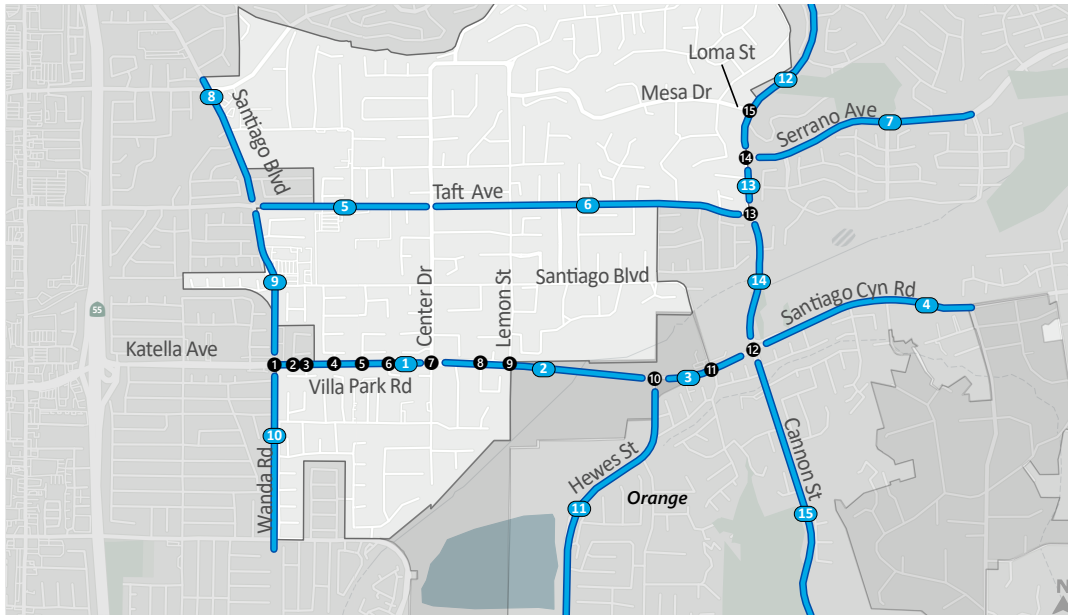 Loma St
12
Mesa Dr
8
15
Serrano Ave
7
Santiago Blvd
14
13
Taft Ave
5
6
13
Santiago Blvd
9
14
Santiago Cyn Rd
4
55
Center Dr
Lemon St
Katella Ave
12
1
2
3
4
5
6
1
7
8
9
2
10
3
11
Villa Park Rd
10
Wanda Rd
Hewes St
Cannon St
Orange
11
15
N